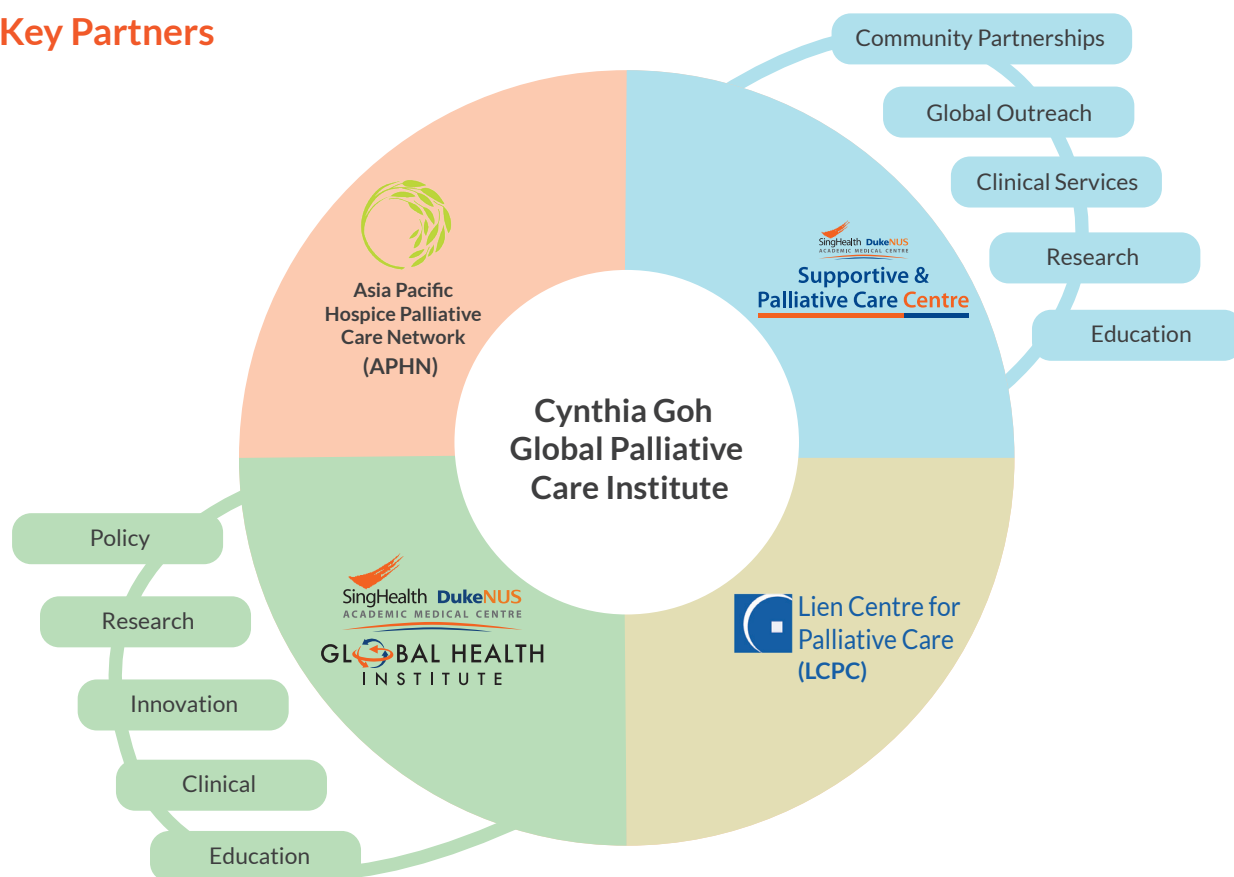 Key Partners
Community Partnerships
Global Outreach
Clinical Services
Research
Education
Asia Pacific
Hospice Palliative
Care Network
(APHN)
SingHealth DukeNUS
ACADEMIC MEDICAL CENTRE
Supportive &
Palliative Care Centre
Cynthia Goh
Global Palliative
Care Institute
Policy
Research
Innovation
Clinical
Education
SingHealth DukeNUS
ACADEMIC MEDICAL CENTRE
GLOBAL HEALTH
INSTITUTE
Lien Centre for
Palliative Care
(LCPC)